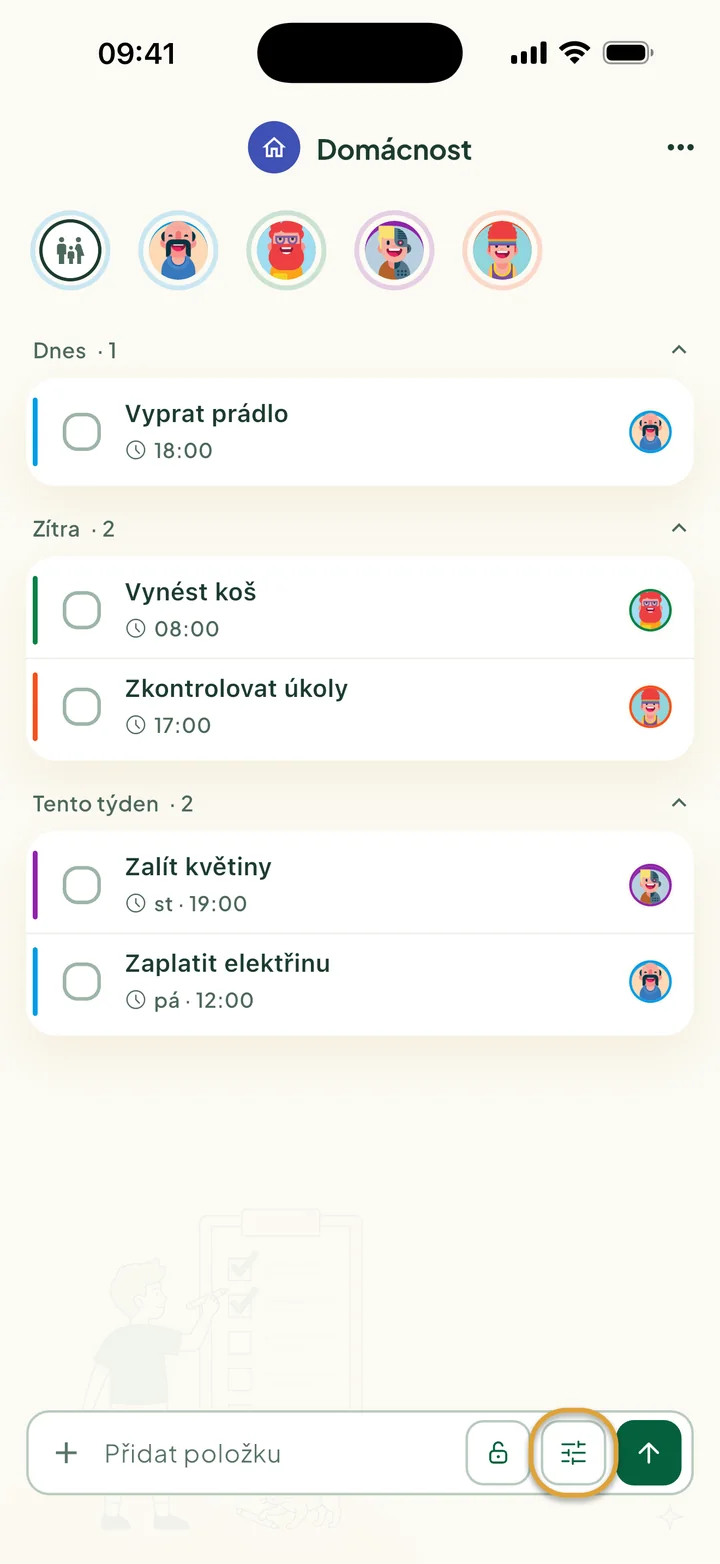 09:41
Domácnost
Dnes · 1
Vyprat prádlo
18:00
Zítra · 2
Vynést koš
08:00
Zkontrolovat úkoly
17:00
Tento týden · 2
Zalít květiny
st · 19:00
Zaplatit elektřinu
pá · 12:00
Přidat položku